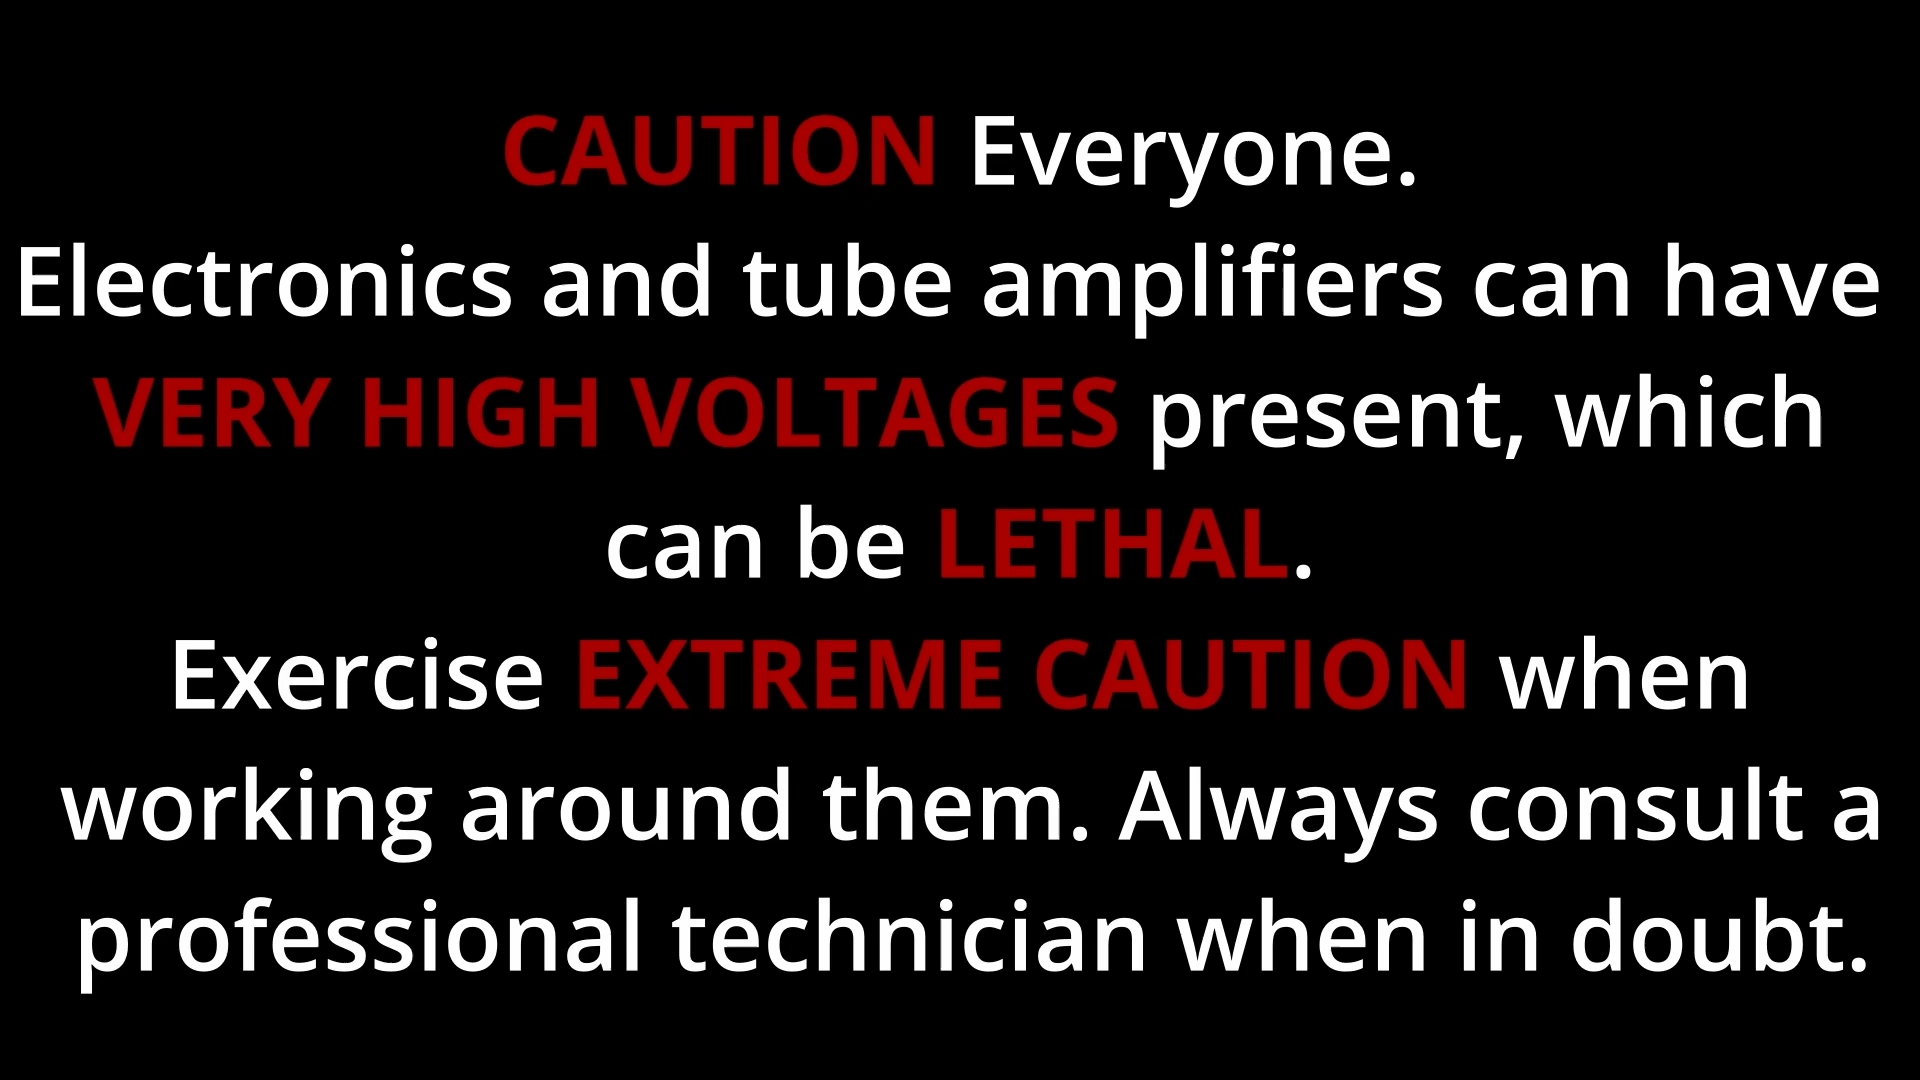 CAUTION Everyone.
Electronics and tube amplifiers can have
VERY HIGH VOLTAGES present, which
can be LETHAL.
Exercise EXTREME CAUTION when
working around them. Always consult a
professional technician when in doubt.